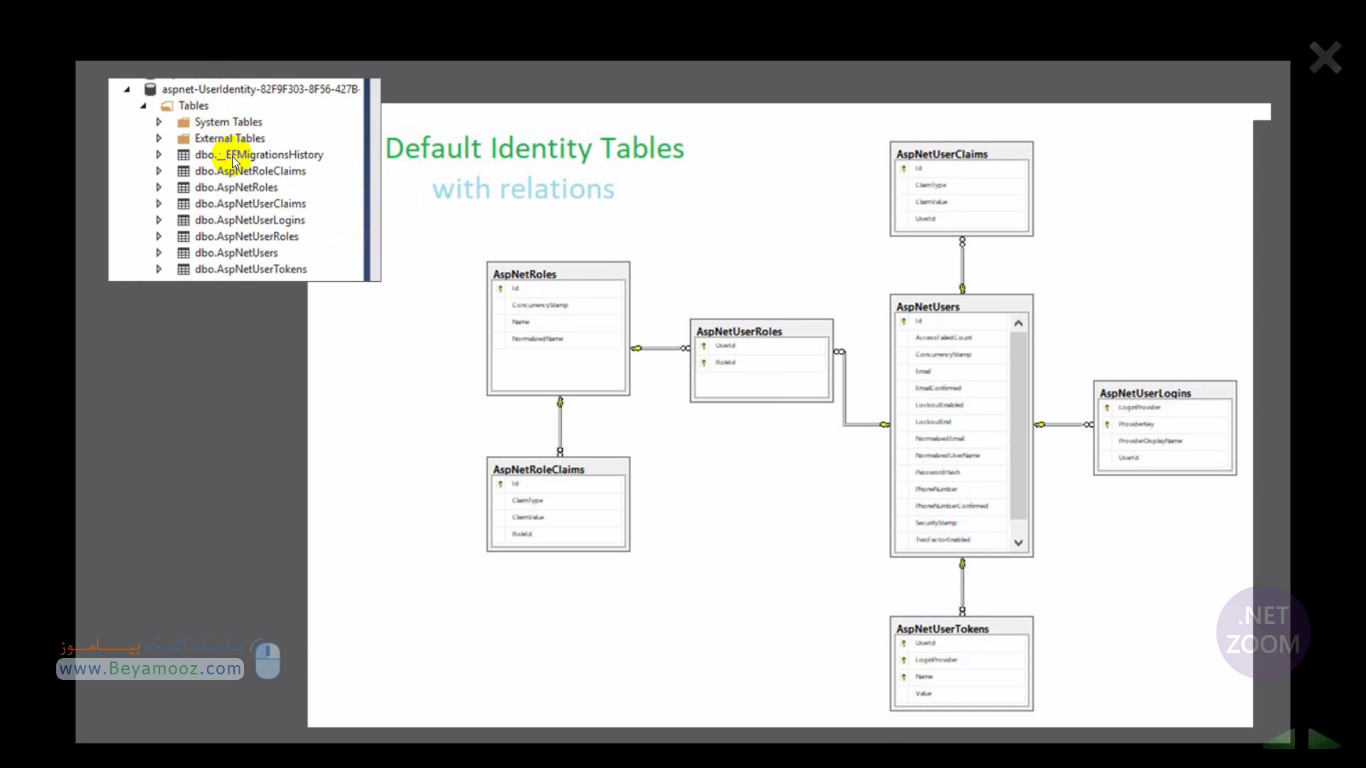 aspnet-UserIdentity-82F9F303-8F56-427B-
Tables
System Tables
External Tables
dbo.__EFMigrationsHistory
dbo.AspNetRoleClaims
dbo.AspNetRoles
dbo.AspNetUserClaims
dbo.AspNetUserLogins
dbo.AspNetUserRoles
dbo.AspNetUsers
dbo.AspNetUserTokens
Default Identity Tables
with relations
AspNetUserClaims
Id
ClaimType
ClaimValue
UserId
AspNetRoles
Id
ConcurrencyStamp
Name
NormalizedName
AspNetUserRoles
UserId
RoleId
AspNetUsers
Id
AccessFailedCount
ConcurrencyStamp
Email
EmailConfirmed
LockoutEnabled
LockoutEnd
NormalizedEmail
NormalizedUserName
PasswordHash
PhoneNumber
PhoneNumberConfirmed
SecurityStamp
TwoFactorEnabled
AspNetUserLogins
LoginProvider
ProviderKey
ProviderDisplayName
UserId
AspNetRoleClaims
Id
ClaimType
ClaimValue
RoleId
AspNetUserTokens
UserId
LoginProvider
Name
Value
با یک کلیک بیاموز
www.Beyamooz.com
.NET
ZOOM